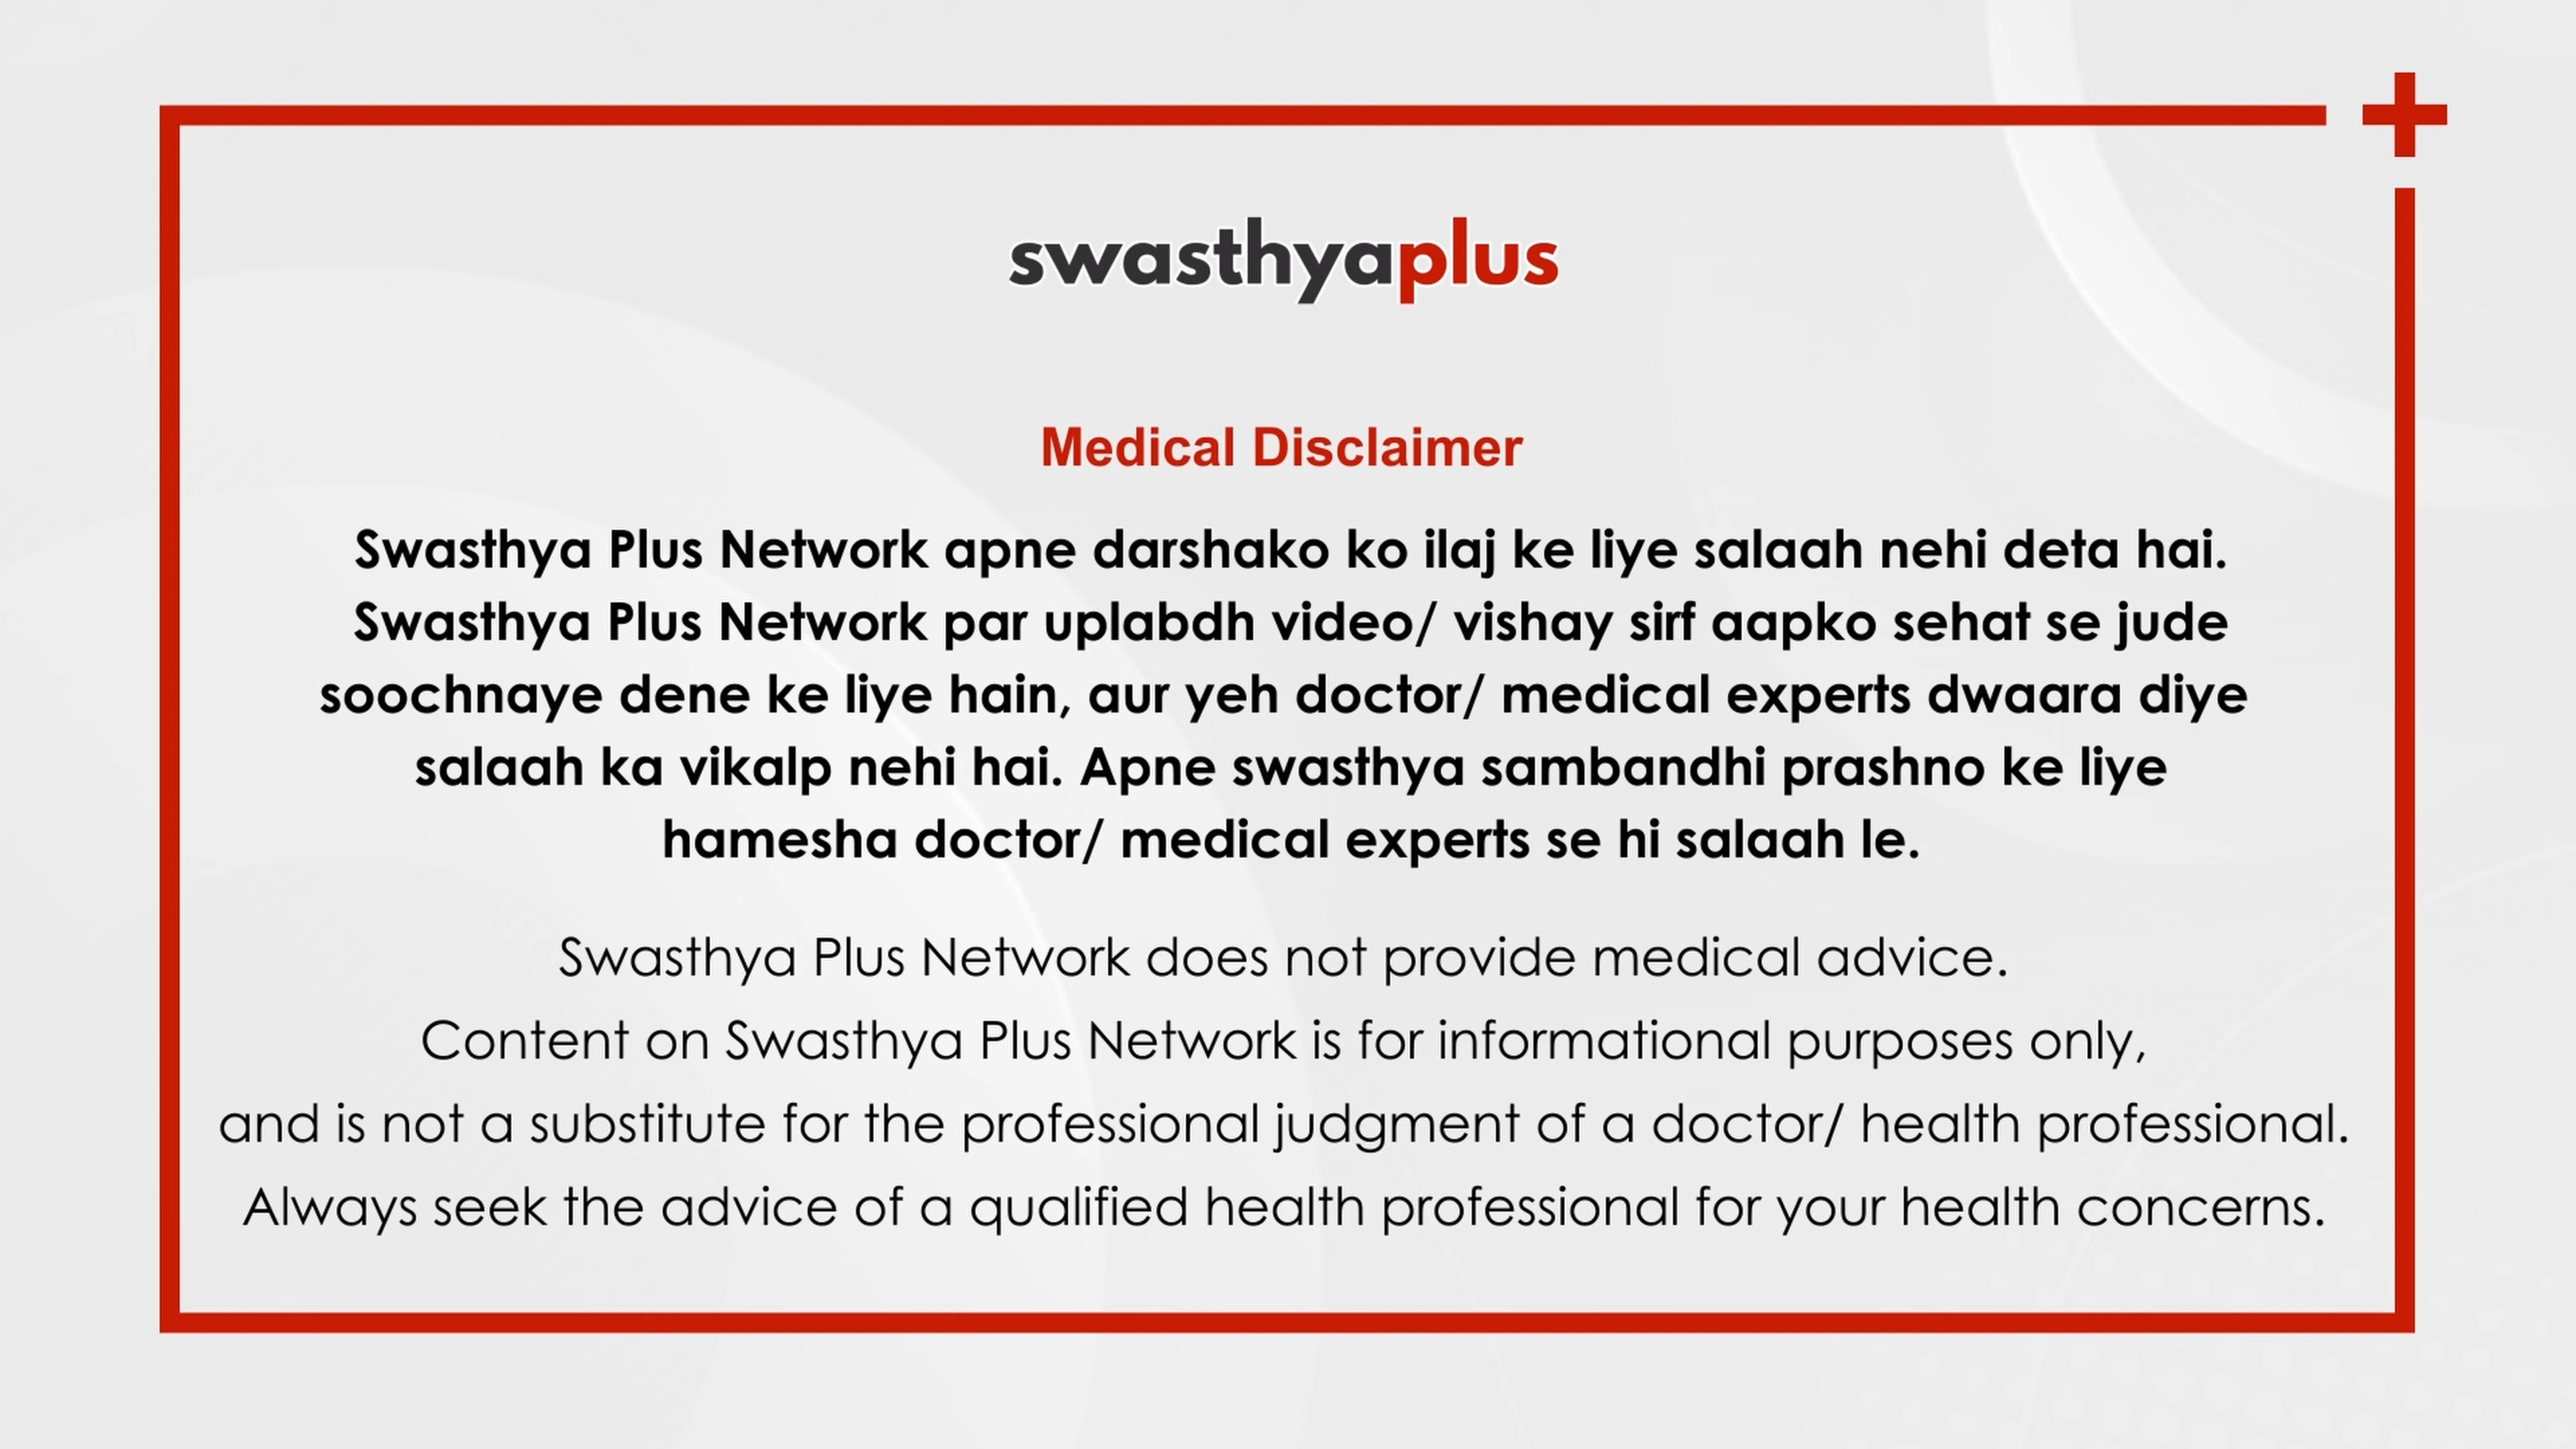 swasthyaplus
Medical Disclaimer
Swasthya Plus Network apne darshako ko ilaj ke liye salaah nehi deta hai.
Swasthya Plus Network par uplabdh video/ vishay sirf aapko sehat se jude
soochnaye dene ke liye hain, aur yeh doctor/ medical experts dwaara diye
salaah ka vikalp nehi hai. Apne swasthya sambandhi prashno ke liye
hamesha doctor/ medical experts se hi salaah le.
Swasthya Plus Network does not provide medical advice.
Content on Swasthya Plus Network is for informational purposes only,
and is not a substitute for the professional judgment of a doctor/ health professional.
Always seek the advice of a qualified health professional for your health concerns.